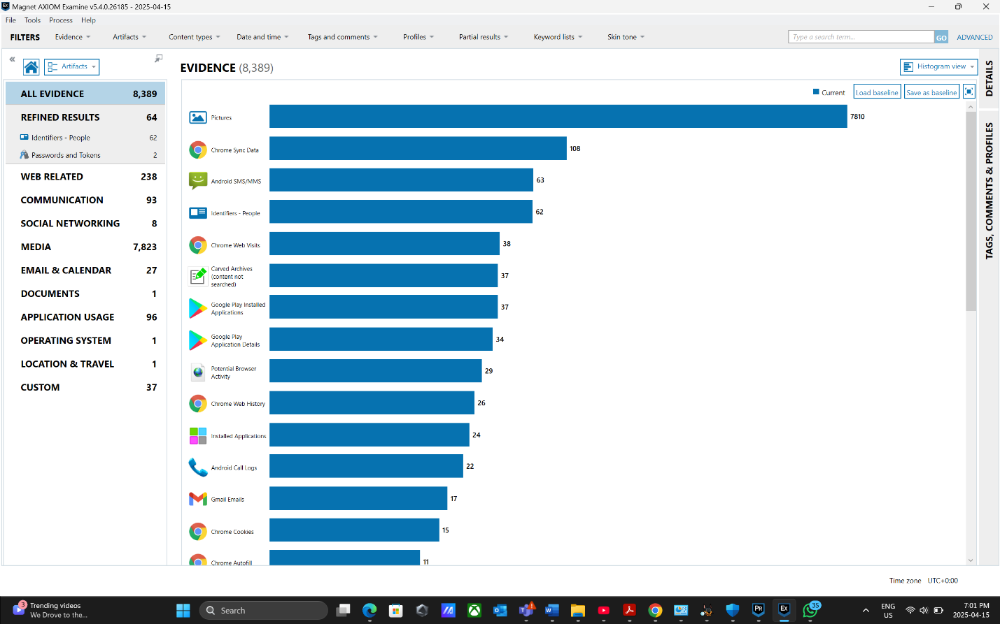 Magnet AXIOM Examine v5.4.0.26185 - 2025-04-15
File Tools Process Help
FILTERS Evidence Artifacts Content types Date and time Tags and comments Profiles Partial results Keyword lists Skin tone Type a search term... GO ADVANCED
Artifacts
EVIDENCE (8,389)
Histogram view
Current Load baseline Save as baseline
ALL EVIDENCE 8,389
REFINED RESULTS 64
Identifiers - People 62
Passwords and Tokens 2
WEB RELATED 238
COMMUNICATION 93
SOCIAL NETWORKING 8
MEDIA 7,823
EMAIL & CALENDAR 27
DOCUMENTS 1
APPLICATION USAGE 96
OPERATING SYSTEM 1
LOCATION & TRAVEL 1
CUSTOM 37
Pictures 7810
Chrome Sync Data 108
Android SMS/MMS 63
Identifiers - People 62
Chrome Web Visits 38
Carved Archives
(content not
searched) 37
Google Play Installed
Applications 37
Google Play
Application Details 34
Potential Browser
Activity 29
Chrome Web History 26
Installed Applications 24
Android Call Logs 22
Gmail Emails 17
Chrome Cookies 15
Chrome Autofill 11
DETAILS
TAGS, COMMENTS & PROFILES
Time zone UTC+0:00
3
Trending videos
We Drove to the...
Search
PR
EX
35
ENG
US
7:01 PM
2025-04-15